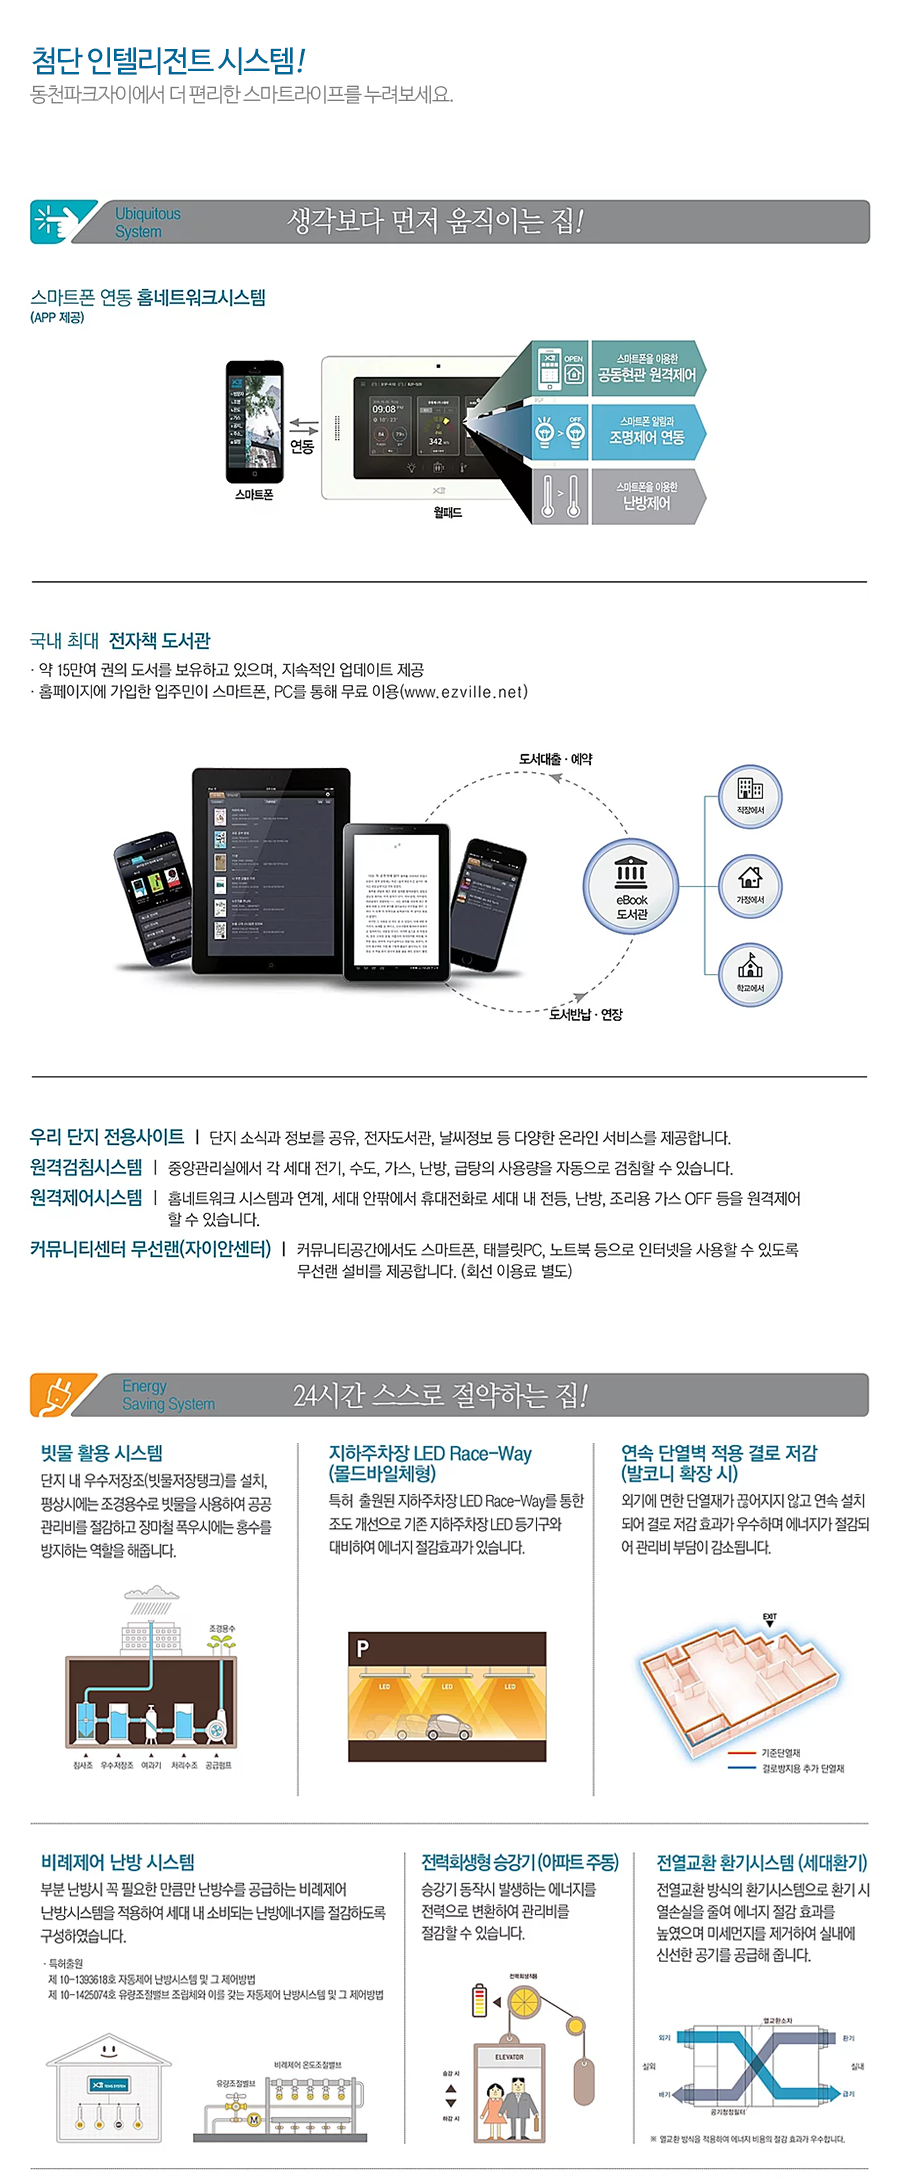 첨단 인텔리전트 시스템!
동천파크자이에서 더 편리한 스마트라이프를 누려보세요.
Ubiquitous
System
생각보다 먼저 움직이는 집!
스마트폰 연동 홈네트워크시스템
(APP 제공)
스마트폰
연동
09:08 PM
342 kWh
월패드
OPEN
스마트폰을 이용한
공동현관 원격제어
OFF
스마트폰 알림과
조명제어 연동
스마트폰을 이용한
난방제어
국내 최대 전자책 도서관
· 약 15만여 권의 도서를 보유하고 있으며, 지속적인 업데이트 제공
· 홈페이지에 가입한 입주민이 스마트폰, PC를 통해 무료 이용(www.ezville.net)
도서대출 · 예약
eBook
도서관
직장에서
가정에서
학교에서
도서반납 · 연장
우리 단지 전용사이트 | 단지 소식과 정보를 공유, 전자도서관, 날씨정보 등 다양한 온라인 서비스를 제공합니다.
원격검침시스템 | 중앙관리실에서 각 세대 전기, 수도, 가스, 난방, 급탕의 사용량을 자동으로 검침할 수 있습니다.
원격제어시스템 | 홈네트워크 시스템과 연계, 세대 안팎에서 휴대전화로 세대 내 전등, 난방, 조리용 가스 OFF 등을 원격제어
할 수 있습니다.
커뮤니티센터 무선랜(자이안센터) | 커뮤니티공간에서도 스마트폰, 태블릿PC, 노트북 등으로 인터넷을 사용할 수 있도록
무선랜 설비를 제공합니다. (회선 이용료 별도)
Energy
Saving System
24시간 스스로 절약하는 집!
빗물 활용 시스템
단지 내 우수저장조(빗물저장탱크)를 설치,
평상시에는 조경용수로 빗물을 사용하여 공공
관리비를 절감하고 장마철 폭우시에는 홍수를
방지하는 역할을 해줍니다.
조경용수
침사조 우수저장조 여과기 처리수조 공급펌프
지하주차장 LED Race-Way
(몰드바일체형)
특허 출원된 지하주차장 LED Race-Way를 통한
조도 개선으로 기존 지하주차장 LED 등기구와
대비하여 에너지 절감효과가 있습니다.
P
LED LED LED
연속 단열벽 적용 결로 저감
(발코니 확장 시)
외기에 면한 단열재가 끊어지지 않고 연속 설치
되어 결로 저감 효과가 우수하며 에너지가 절감되
어 관리비 부담이 감소됩니다.
EXIT
기준단열재
결로방지용 추가 단열재
비례제어 난방 시스템
부분 난방시 꼭 필요한 만큼만 난방수를 공급하는 비례제어
난방시스템을 적용하여 세대 내 소비되는 난방에너지를 절감하도록
구성하였습니다.
· 특허출원
제 10-1393618호 자동제어 난방시스템 및 그 제어방법
제 10-1425074호 유량조절밸브 조립체와 이를 갖는 자동제어 난방시스템 및 그 제어방법
비례제어 온도조절밸브
유량조절밸브
M
전력회생형 승강기 (아파트 주동)
승강기 동작시 발생하는 에너지를
전력으로 변환하여 관리비를
절감할 수 있습니다.
전력회생적용
ELEVATOR
승강 시
하강 시
전열교환 환기시스템 (세대환기)
전열교환 방식의 환기시스템으로 환기 시
열손실을 줄여 에너지 절감 효과를
높였으며 미세먼지를 제거하여 실내에
신선한 공기를 공급해 줍니다.
열교환소자
외기
환기
실외
실내
배기
급기
공기청정필터
※ 열교환 방식을 적용하여 에너지 비용의 절감 효과가 우수합니다.